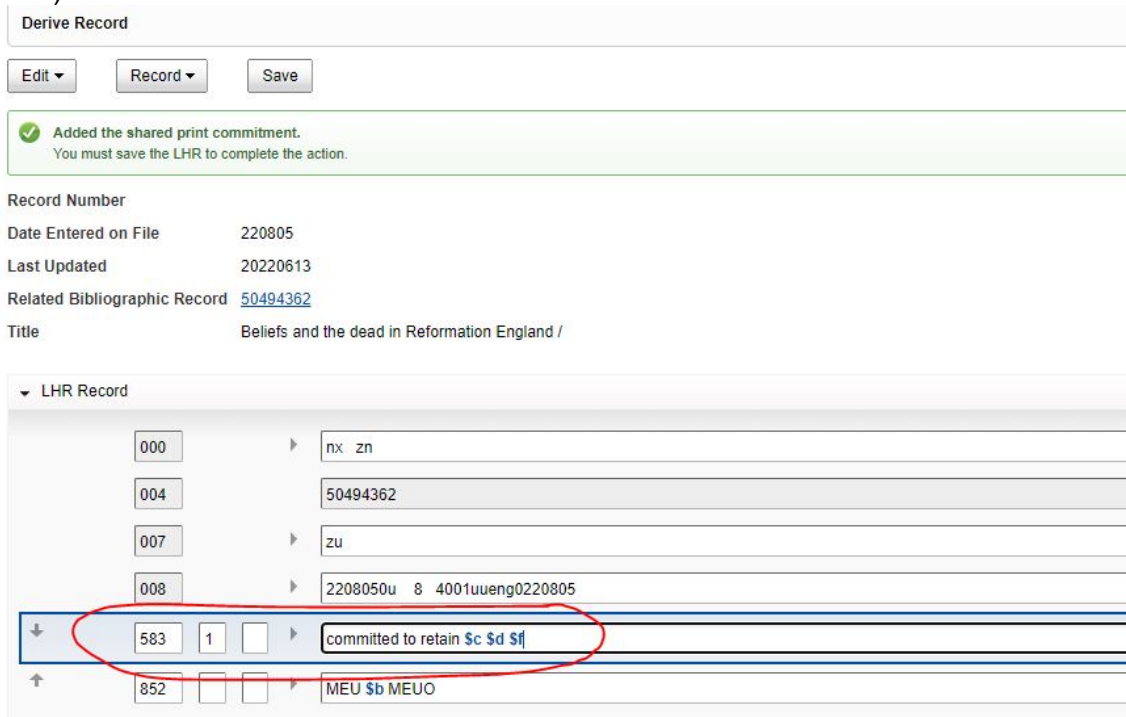 Derive Record
Edit Record Save
Added the shared print commitment.
You must save the LHR to complete the action.
Record Number
Date Entered on File 220805
Last Updated 20220613
Related Bibliographic Record 50494362
Title Beliefs and the dead in Reformation England /
LHR Record
000 nx zn
004 50494362
007 zu
008 2208050u 8 4001uueng0220805
583 1 committed to retain $c $d $f
852 MEU $b MEUO